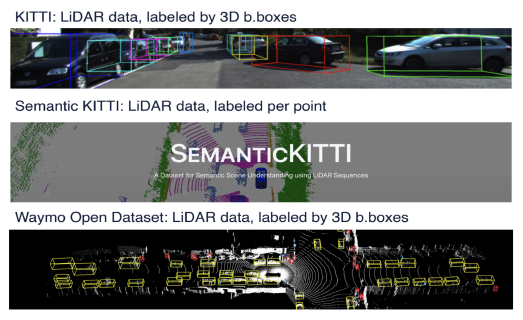 KITTI: LiDAR data, labeled by 3D b.boxes
Semantic KITTI: LiDAR data, labeled per point
SEMANTICKITTI
A Dataset for Semantic Scene Understanding using LiDAR Sequences
Waymo Open Dataset: LiDAR data, labeled by 3D b.boxes